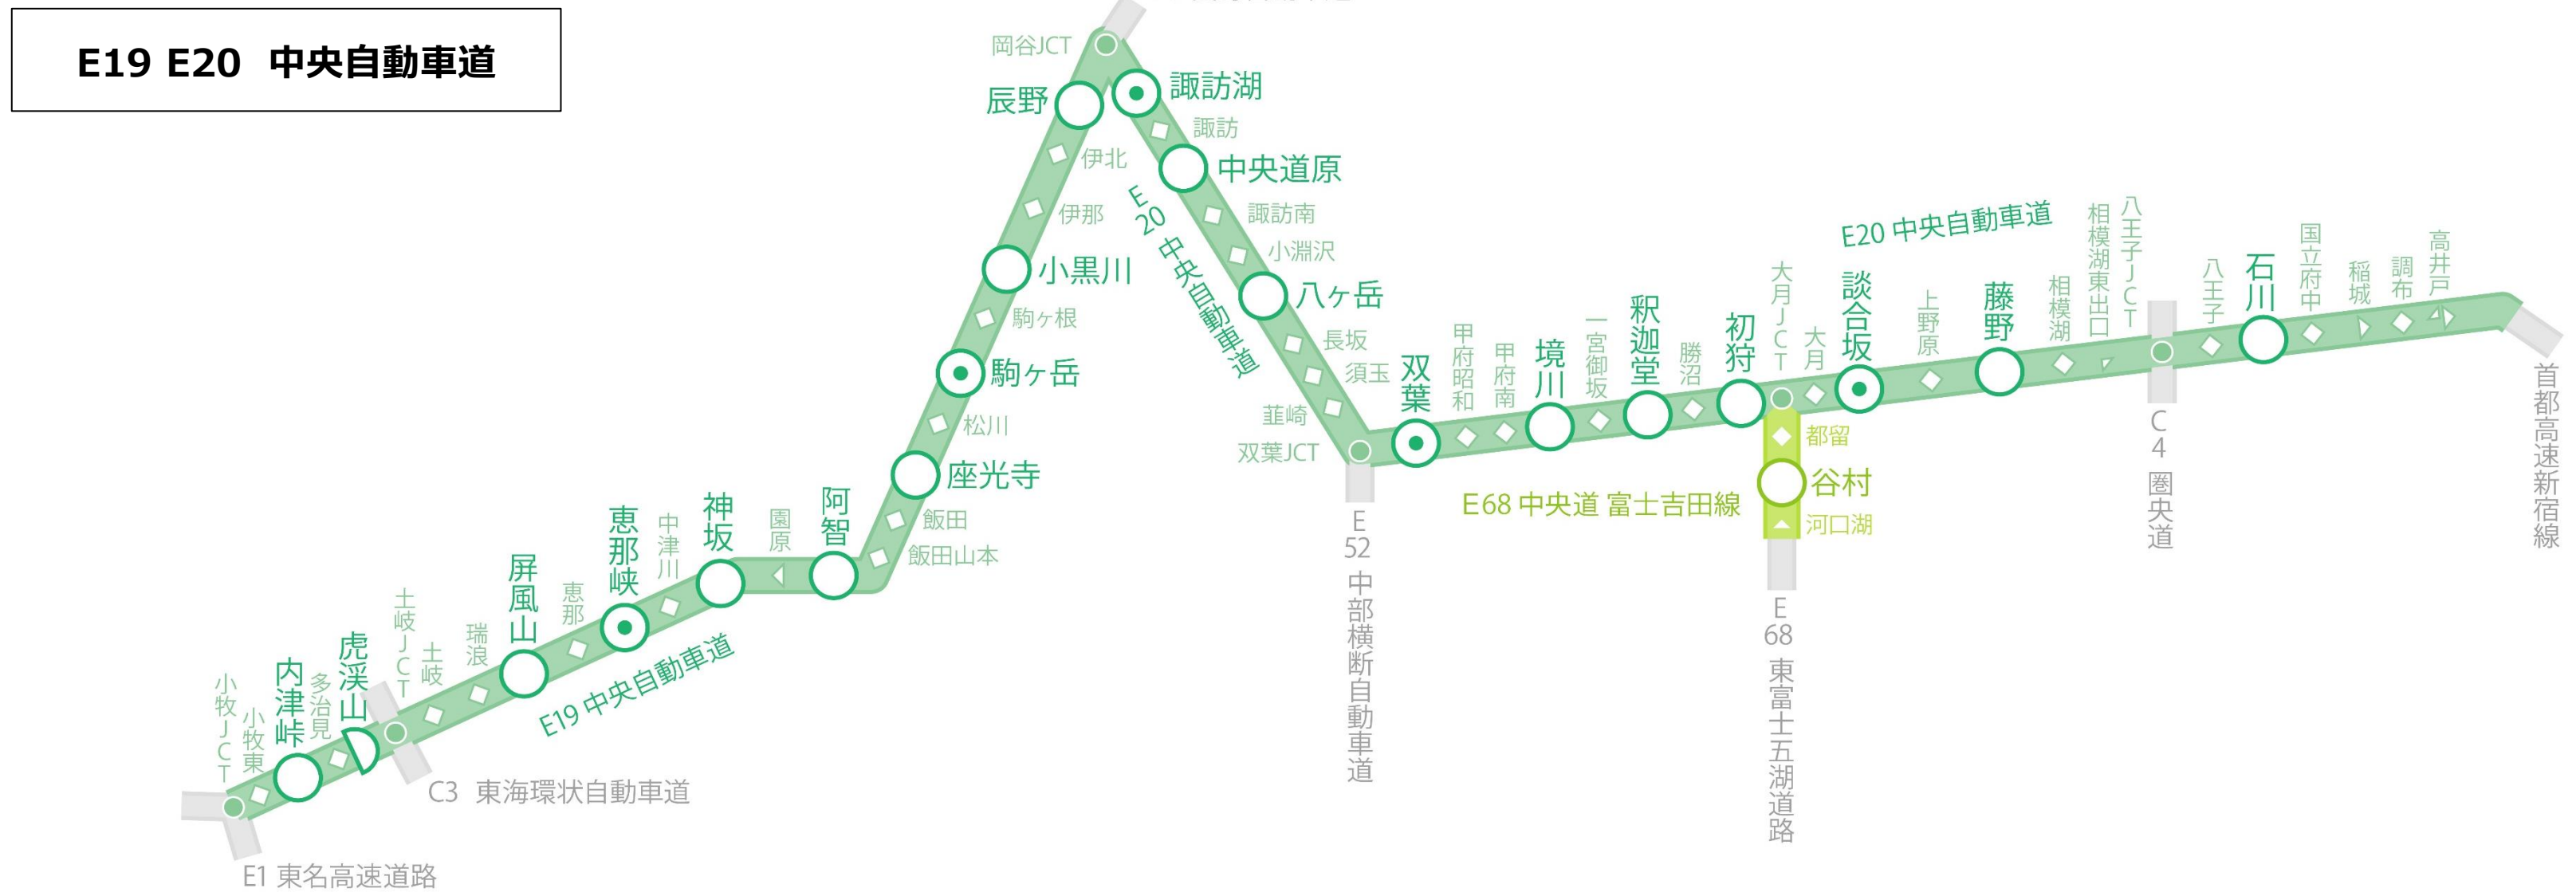 E19 E20 中央自動車道
岡谷JCT
辰野
諏訪湖
諏訪
伊北
中央道原
伊那
諏訪南
小黒川
小淵沢
駒ヶ根
八ヶ岳
駒ヶ岳
長坂
松川
須玉
座光寺
韮崎
飯田
双葉JCT
飯田山本
E20 中央自動車道
阿智
園原
神坂
中津川
恵那峡
恵那
屏風山
瑞浪
土岐
土岐JCT
虎渓山
多治見
内津峠
小牧東
小牧JCT
E19 中央自動車道
C3 東海環状自動車道
E1 東名高速道路
双葉
甲府昭和
甲府南
境川
一宮御坂
釈迦堂
勝沼
初狩
大月JCT
大月
談合坂
上野原
藤野
相模湖
相模湖東出口
八王子JCT
八王子
石川
国立府中
稲城
調布
高井戸
E20 中央自動車道
都留
谷村
河口湖
E68 中央道 富士吉田線
E52 中部横断自動車道
E68 東富士五湖道路
C4 圏央道
首都高速新宿線